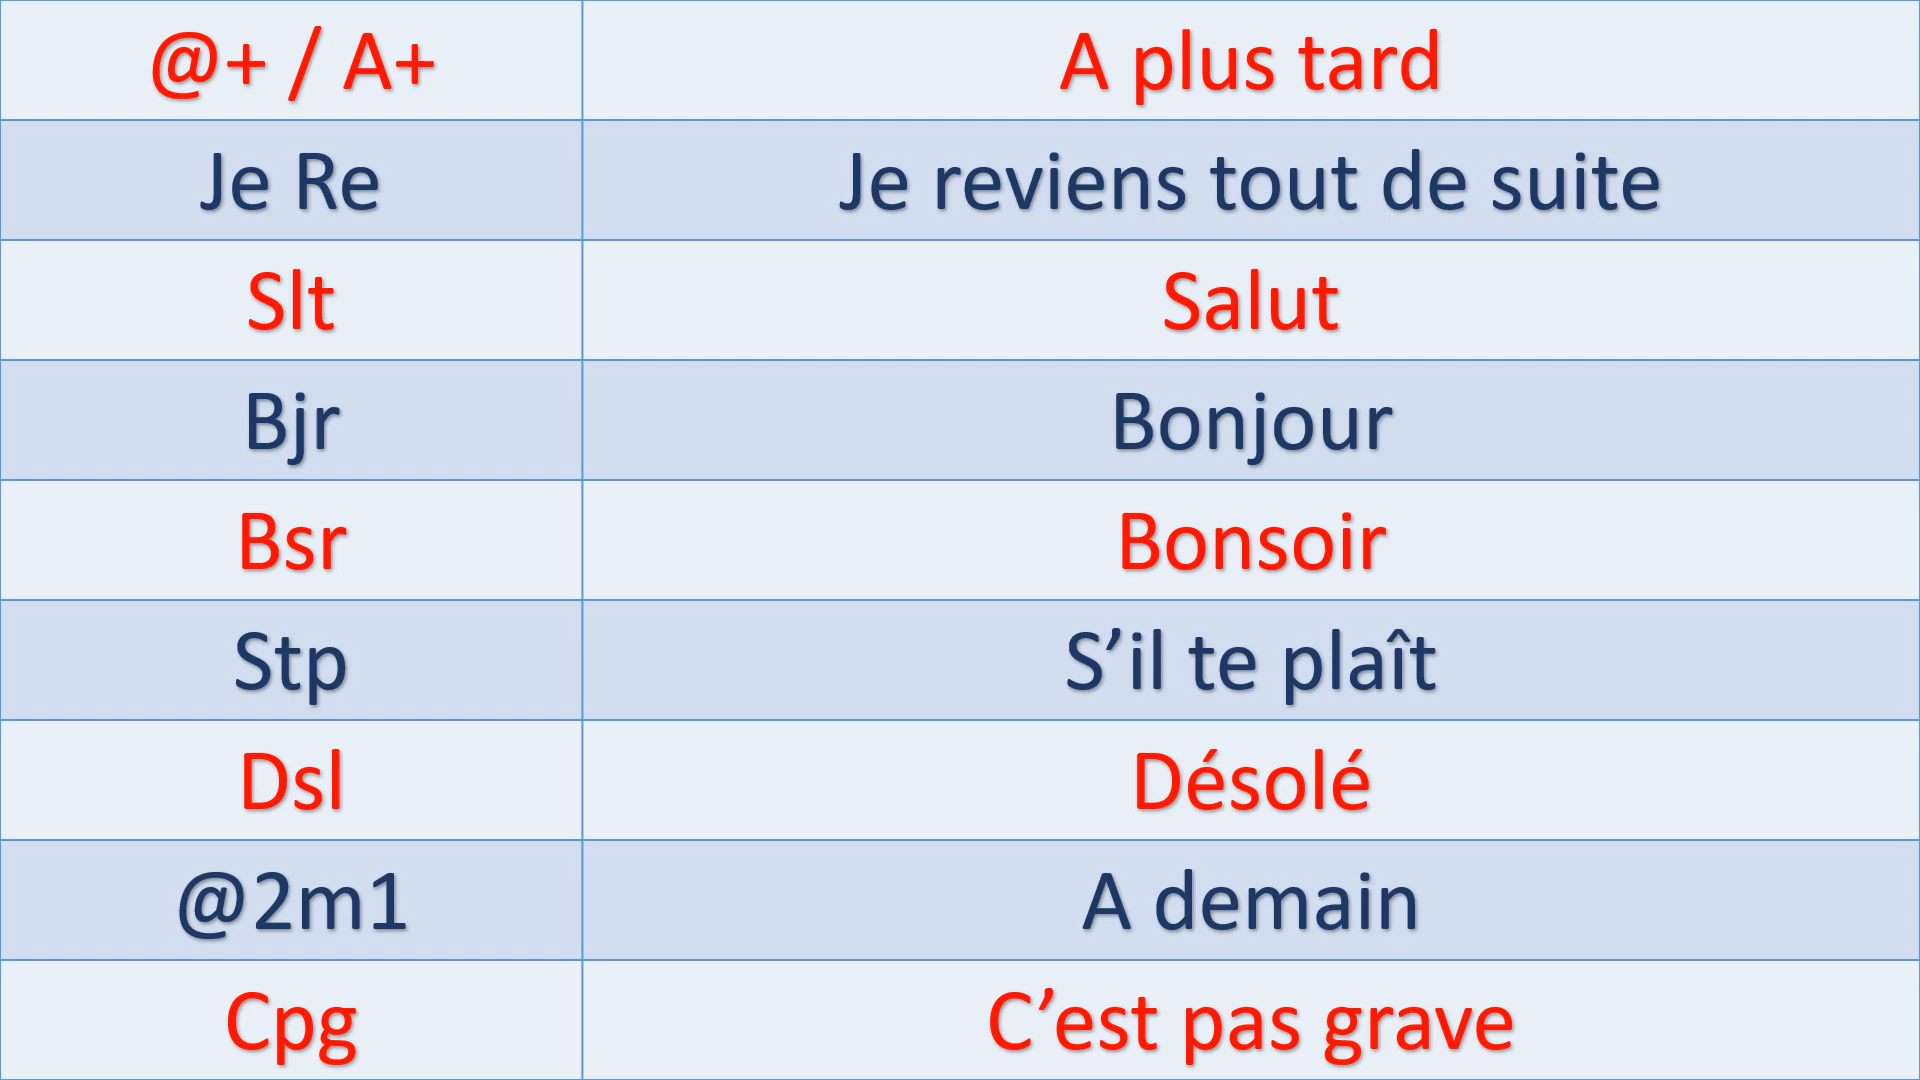 @+ / A+ A plus tard
Je Re Je reviens tout de suite
Slt Salut
Bjr Bonjour
Bsr Bonsoir
Stp S’il te plaît
Dsl Désolé
@2m1 A demain
Cpg C’est pas grave